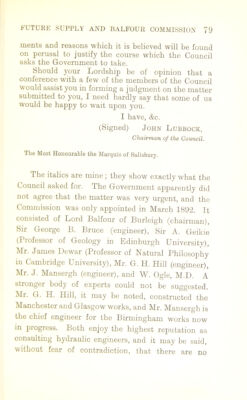 FUTURE SUPPLY AND BALFOUR COMMISSION 79
ments and reasons which it is believed will be found
on perusal to justify the course which the Council
asks the Government to take.
Should your Lordship be of opinion that a
conference with a few of the members of the Council
would assist you in forming a judgment on the matter
submitted to you, I need hardly say that some of us
would be happy to wait upon you.
I have, &c.
(Signed) JOHN LUBBOCK,
Chairman of the Council.
The Most Honourable the Marquis of Salisbury.
The italics are mine; they show exactly what the
Council asked for. The Government apparently did
not agree that the matter was very urgent, and the
Commission was only appointed in March 1892. It
consisted of Lord Balfour of Burleigh (chairman),
Sir George B. Bruce (engineer), Sir A. Geikie
(Professor of Geology in Edinburgh University),
Mr. James Dewar (Professor of Natural Philosophy
in Cambridge University), Mr. G. H. Hill (engineer),
Mr. J. Mansergh (engineer), and W. Ogle, M.D. A
stronger body of experts could not be suggested.
Mr. G. H. Hill, it may be noted, constructed the
Manchester and Glasgow works, and Mr. Mansergh is
the chief engineer for the Birmingham works now
in progress. Both enjoy the highest reputation as
consulting hydraulic engineers, and it may be said,
without fear of contradiction, that there are no